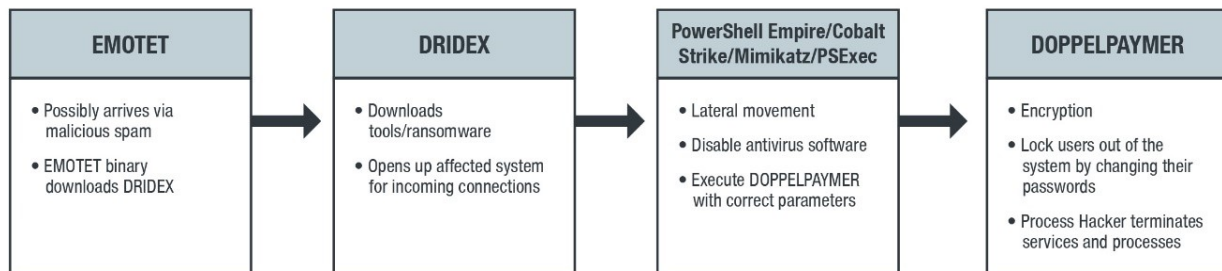 EMOTET
• Possibly arrives via
malicious spam
• EMOTET binary
downloads DRIDEX
DRIDEX
• Downloads
tools/ransomware
• Opens up affected system
for incoming connections
PowerShell Empire/Cobalt
Strike/Mimikatz/PSExec
• Lateral movement
• Disable antivirus software
• Execute DOPPELPAYMER
with correct parameters
DOPPELPAYMER
• Encryption
• Lock users out of the
system by changing their
passwords
• Process Hacker terminates
services and processes